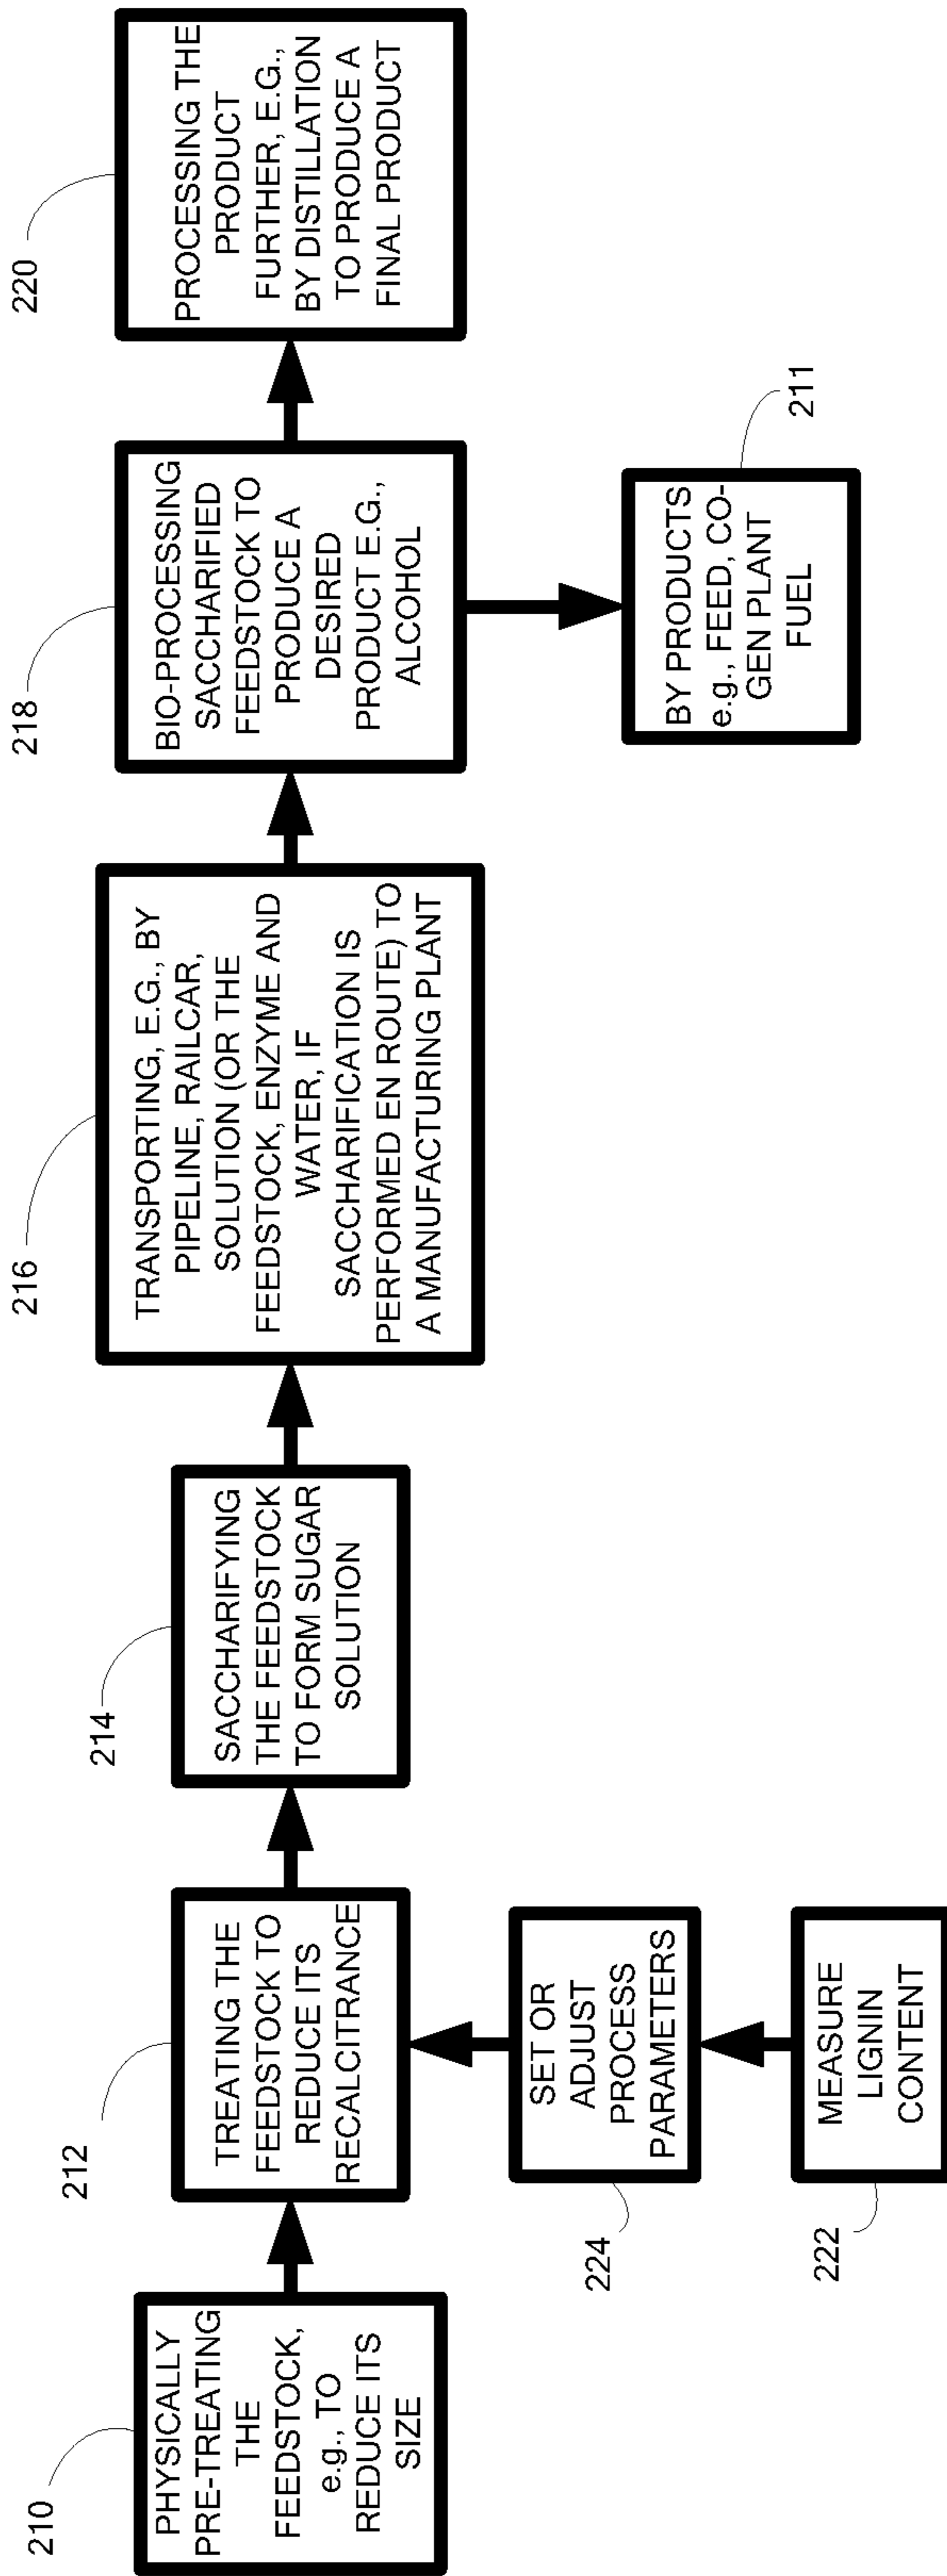 210
PHYSICALLY
PRE-TREATING
THE
FEEDSTOCK,
e.g., TO
REDUCE ITS
SIZE
212
TREATING THE
FEEDSTOCK TO
REDUCE ITS
RECALCITRANCE
224
SET OR
ADJUST
PROCESS
PARAMETERS
222
MEASURE
LIGNIN
CONTENT
214
SACCHARIFYING
THE FEEDSTOCK
TO FORM SUGAR
SOLUTION
216
TRANSPORTING, E.G., BY
PIPELINE, RAILCAR,
SOLUTION (OR THE
FEEDSTOCK, ENZYME AND
WATER, IF
SACCHARIFICATION IS
PERFORMED EN ROUTE) TO
A MANUFACTURING PLANT
218
BIO-PROCESSING
SACCHARIFIED
FEEDSTOCK TO
PRODUCE A
DESIRED
PRODUCT E.G.,
ALCOHOL
211
BY PRODUCTS
e.g., FEED, CO-
GEN PLANT
FUEL
220
PROCESSING THE
PRODUCT
FURTHER, E.G.,
BY DISTILLATION
TO PRODUCE A
FINAL PRODUCT